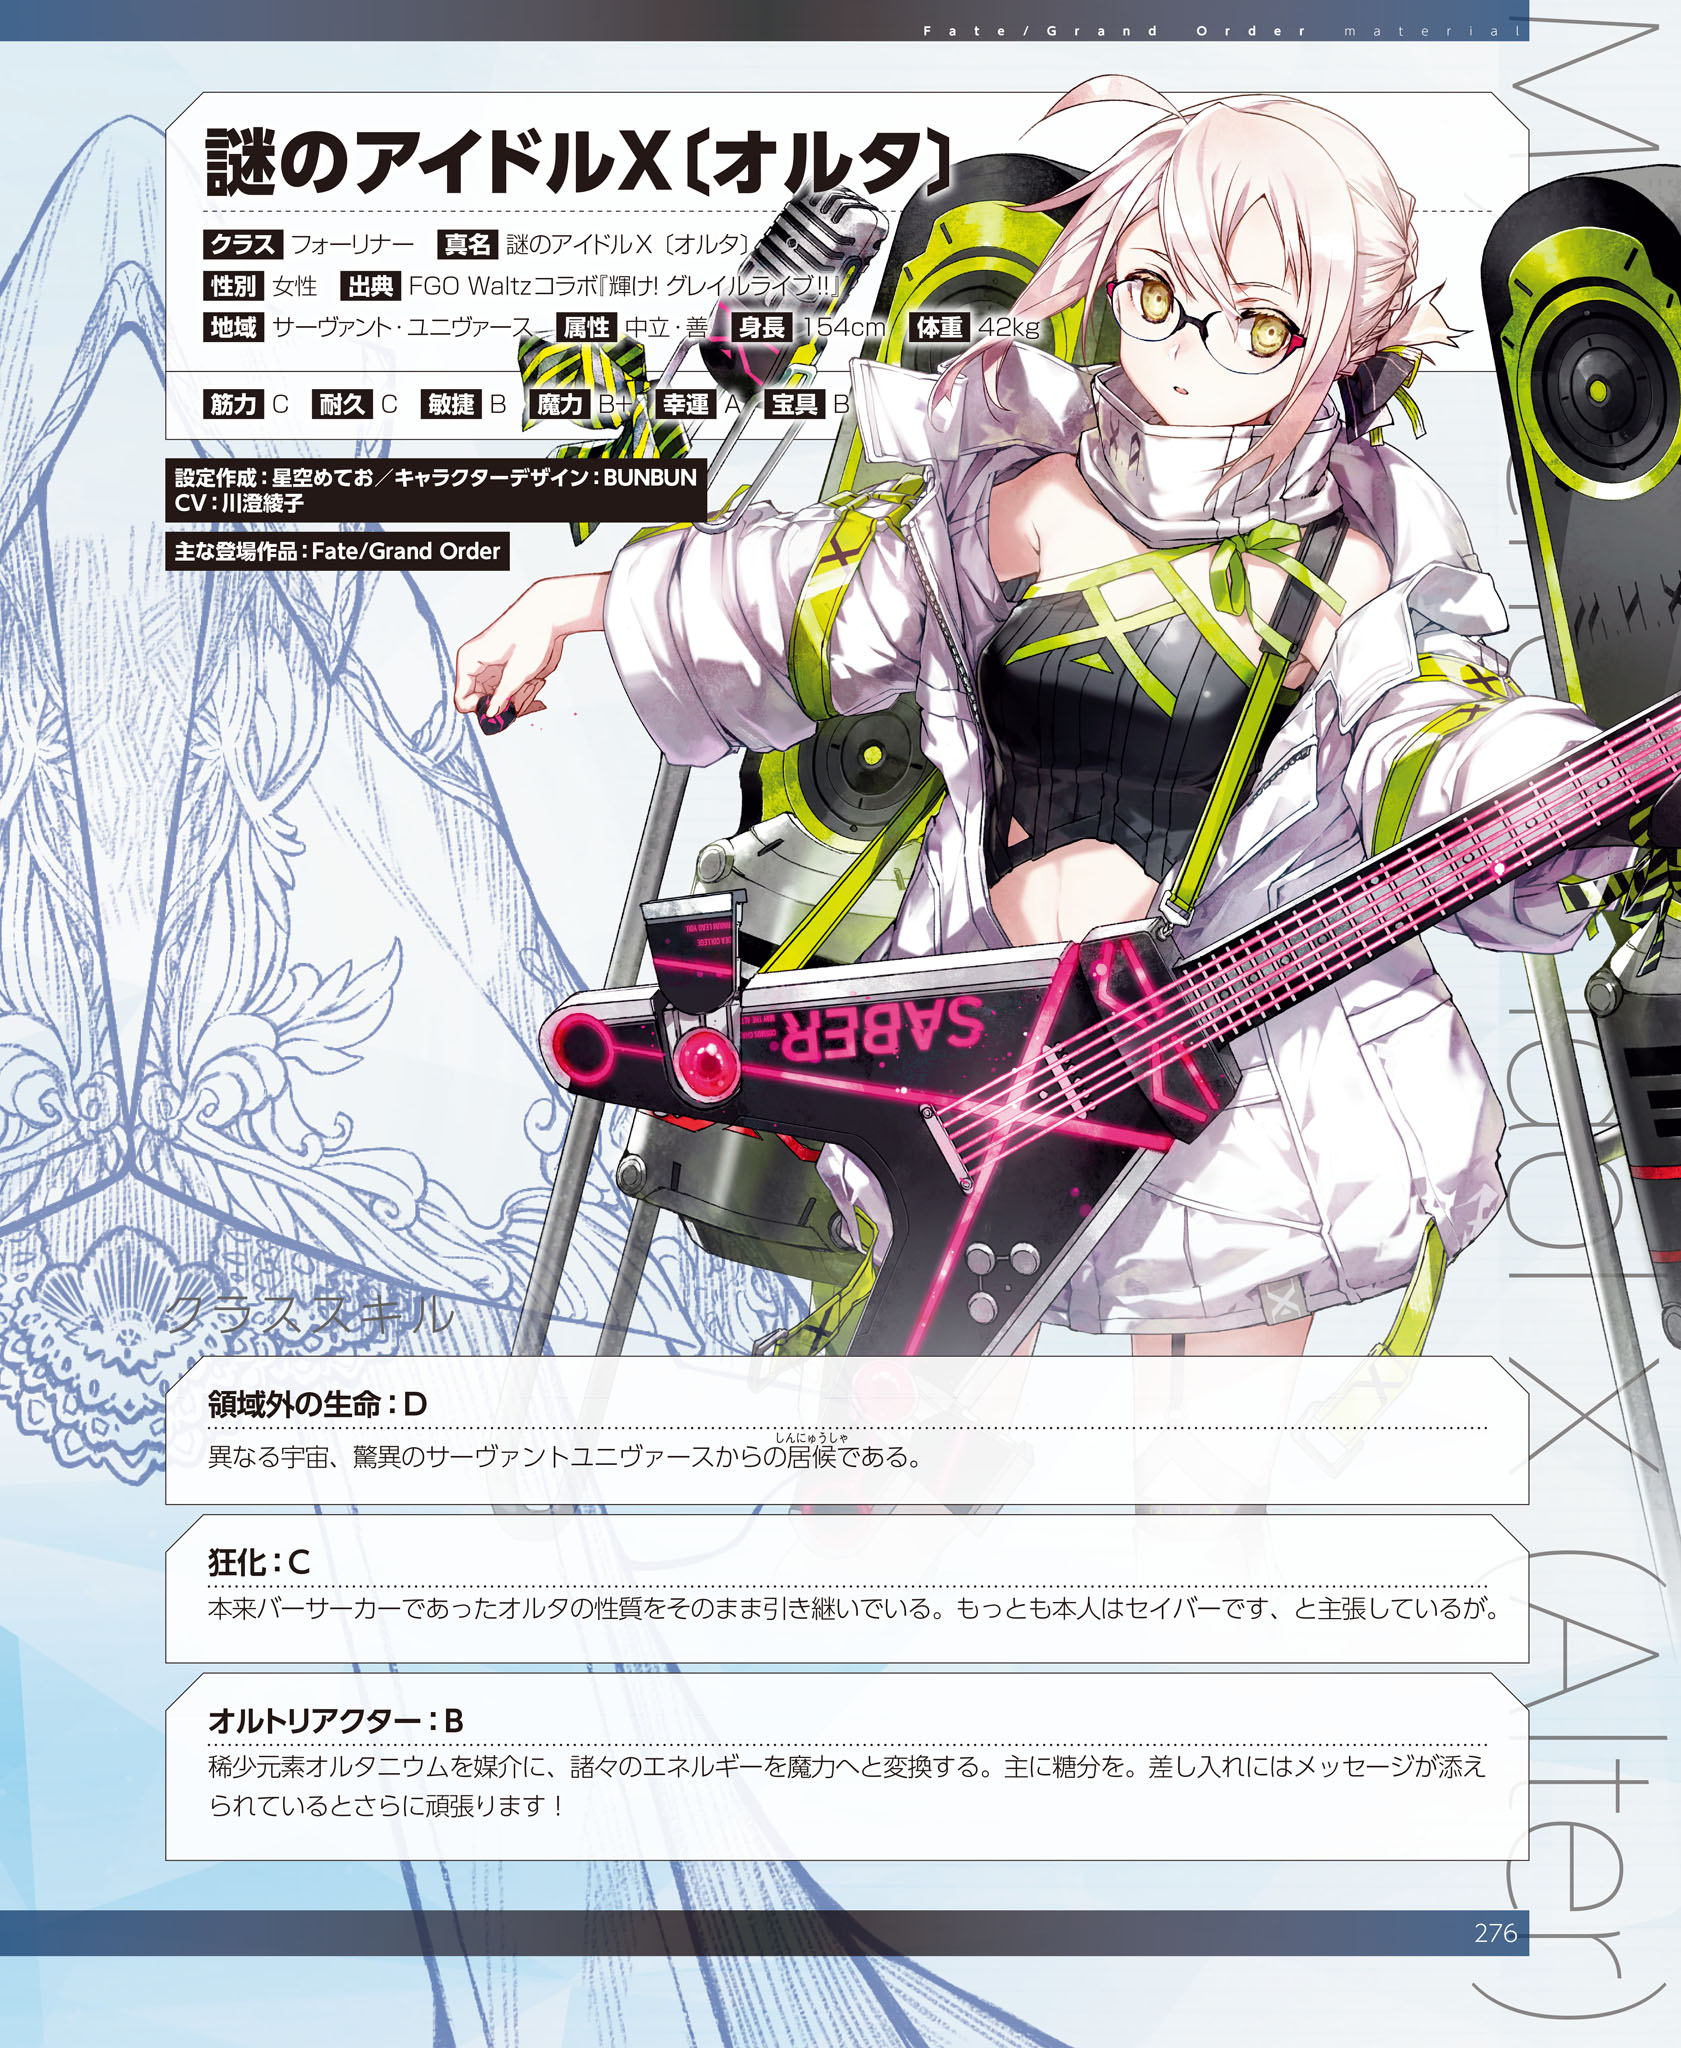 Fate/Grand Order material
謎のアイドルX〔オルタ〕
クラス フォーリナー 真名 謎のアイドルX〔オルタ〕
性別 女性 出典 FGO Waltzコラボ『輝け! グレイルライブ!!』
地域 サーヴァント・ユニヴァース 属性 中立・善 身長 154cm 体重 42kg
筋力 C 耐久 C 敏捷 B 魔力 B+ 幸運 A 宝具 B
設定作成：星空めてお／キャラクターデザイン：BUNBUN
CV：川澄綾子
主な登場作品：Fate/Grand Order
SABER
クラススキル
領域外の生命：D
しんにゅうしゃ
異なる宇宙、驚異のサーヴァントユニヴァースからの居候である。
狂化：C
本来バーサーカーであったオルタの性質をそのまま引き継いでいる。もっとも本人はセイバーです、と主張しているが。
オルトリアクター：B
稀少元素オルタニウムを媒介に、諸々のエネルギーを魔力へと変換する。主に糖分を。差し入れにはメッセージが添え
られているとさらに頑張ります！
276